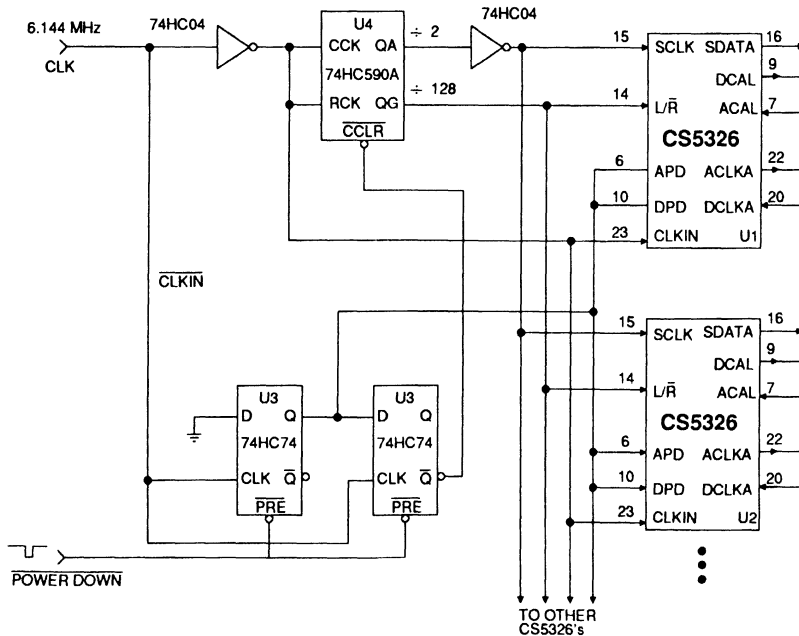 6.144 MHz
CLK
74HC04
U4
CCK QA
74HC590A
RCK QG
CCLR
÷ 2
÷ 128
74HC04
15 SCLK SDATA 16
DCAL 9
14 L/R ACAL 7
CS5326
6 APD ACLKA 22
10 DPD DCLKA 20
23 CLKIN U1
CLKIN
U3
D Q
74HC74
CLK Q
PRE
U3
D Q
74HC74
CLK Q
PRE
POWER DOWN
15 SCLK SDATA 16
DCAL 9
14 L/R ACAL 7
CS5326
6 APD ACLKA 22
10 DPD DCLKA 20
23 CLKIN U2
TO OTHER
CS5326's